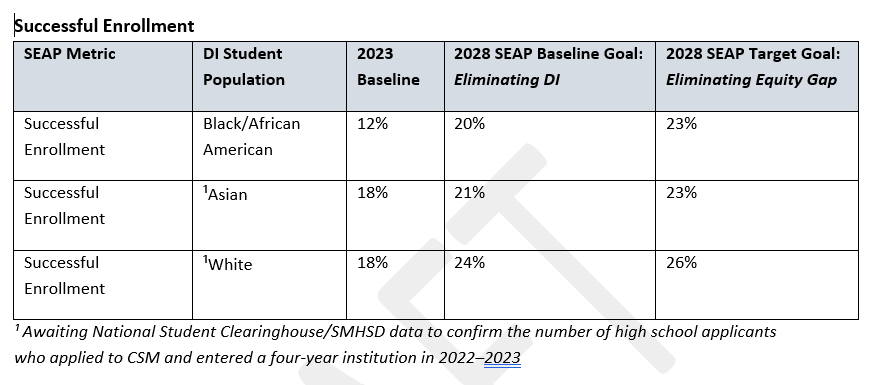 Successful Enrollment
SEAP Metric
DI Student
Population
2023
Baseline
2028 SEAP Baseline Goal:
Eliminating DI
2028 SEAP Target Goal:
Eliminating Equity Gap
Successful
Enrollment
Black/African
American
12%
20%
23%
Successful
Enrollment
¹Asian
18%
21%
23%
Successful
Enrollment
¹White
18%
24%
26%
¹ Awaiting National Student Clearinghouse/SMHSD data to confirm the number of high school applicants
who applied to CSM and entered a four-year institution in 2022–2023